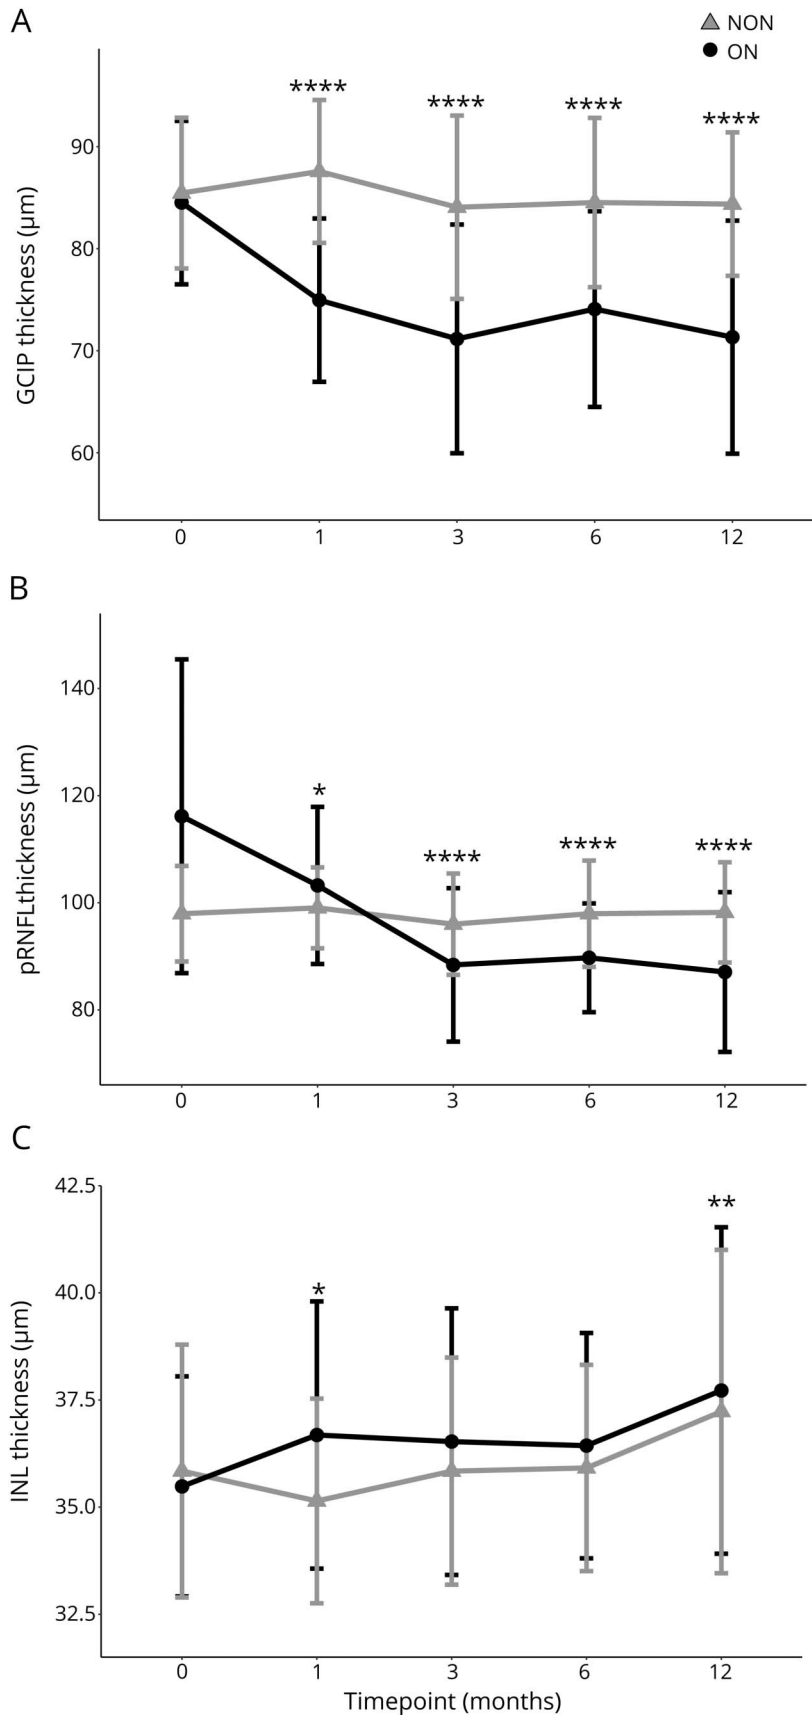 A
NON
ON
**** **** **** ****
90
80
70
60
GCIP thickness (µm)
0 1 3 6 12
B
140
120
100
80
pRNFLthickness (µm)
* **** **** ****
0 1 3 6 12
C
42.5
40.0
37.5
35.0
32.5
INL thickness (µm)
* **
0 1 3 6 12
Timepoint (months)